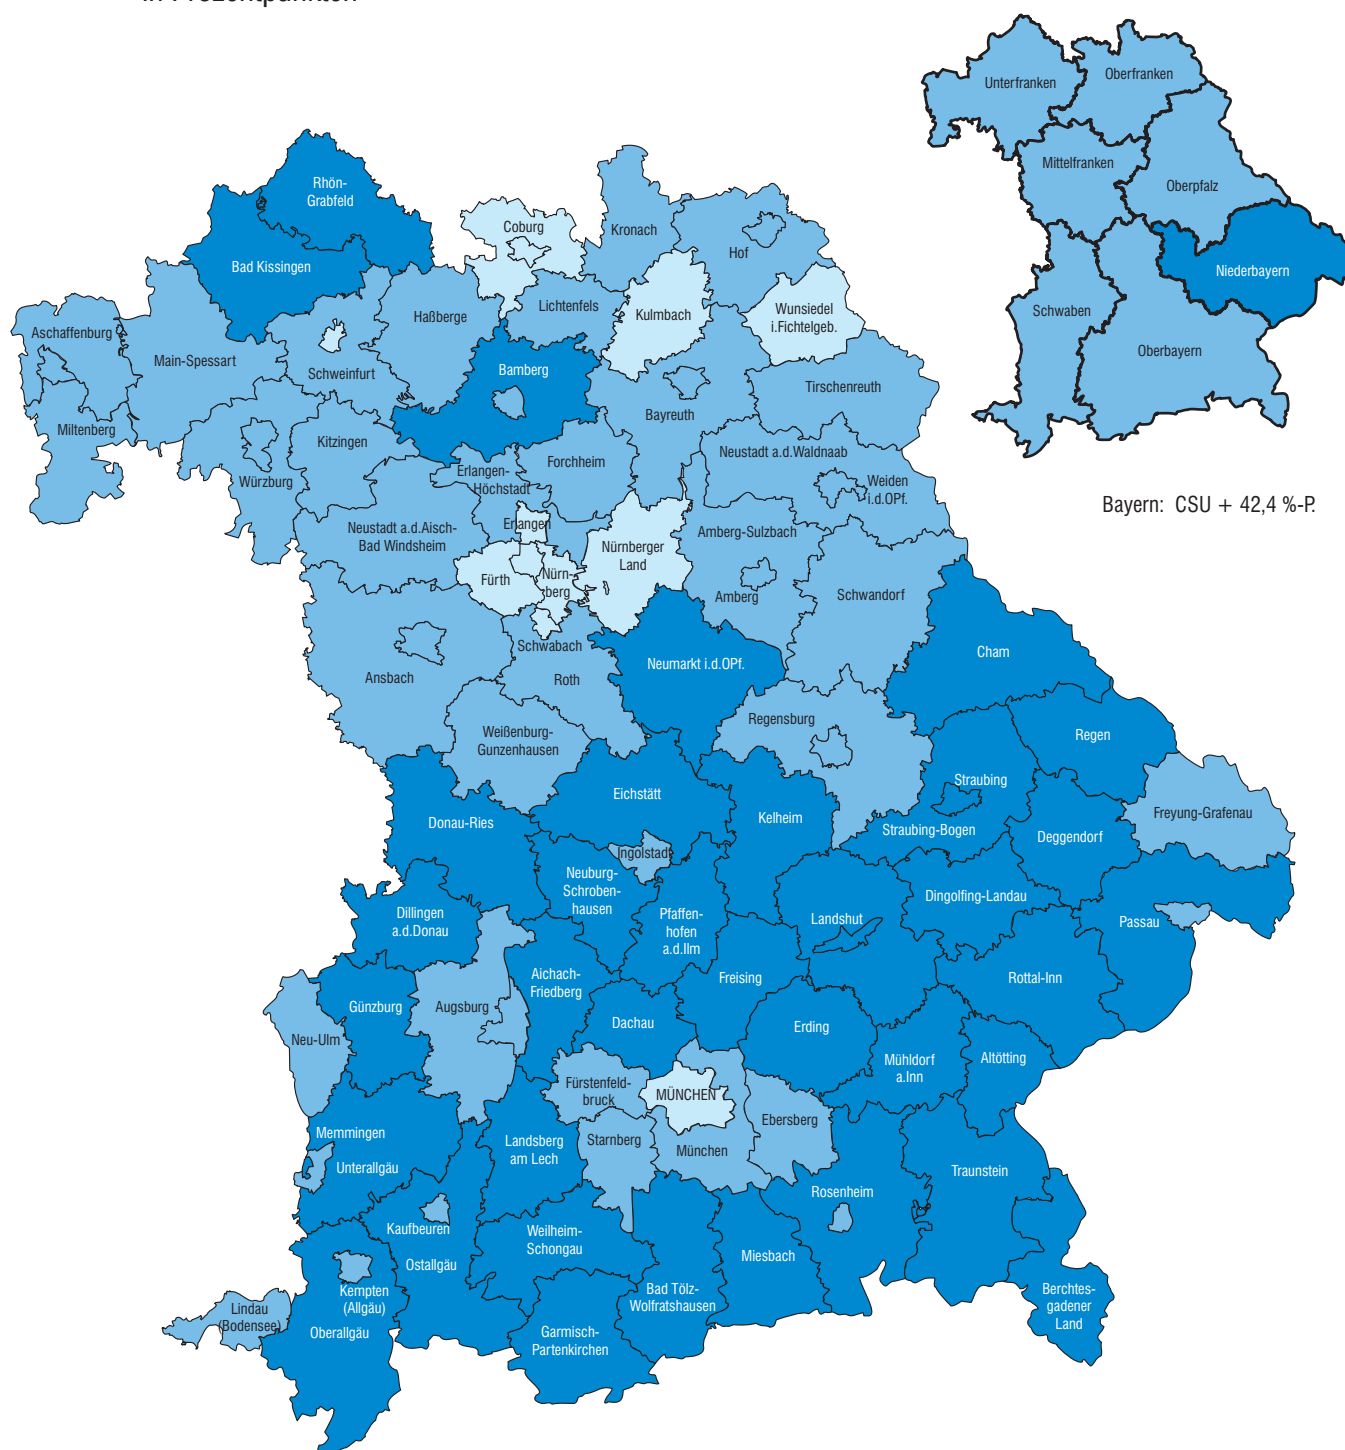 Unterfranken
Oberfranken
Mittelfranken
Oberpfalz
Niederbayern
Schwaben
Oberbayern
Bayern: CSU + 42,4 %-P.
Rhön-
Grabfeld
Bad Kissingen
Coburg
Kronach
Hof
Lichtenfels
Kulmbach
Wunsiedel
i.Fichtelgeb.
Haßberge
Aschaffenburg
Main-Spessart
Schweinfurt
Bamberg
Bayreuth
Tirschenreuth
Miltenberg
Würzburg
Kitzingen
Erlangen-
Höchstadt
Forchheim
Neustadt a.d.Waldnaab
Weiden
i.d.OPf.
Neustadt a.d.Aisch-
Bad Windsheim
Erlangen
Fürth
Nürn-
berg
Nürnberger
Land
Amberg-Sulzbach
Amberg
Schwandorf
Schwabach
Roth
Ansbach
Neumarkt i.d.OPf.
Cham
Weißenburg-
Gunzenhausen
Regensburg
Regen
Straubing
Straubing-Bogen
Freyung-Grafenau
Deggendorf
Donau-Ries
Eichstätt
Kelheim
Ingolstadt
Neuburg-
Schroben-
hausen
Dillingen
a.d.Donau
Pfaffen-
hofen
a.d.Ilm
Landshut
Dingolfing-Landau
Passau
Rottal-Inn
Aichach-
Friedberg
Freising
Günzburg
Augsburg
Dachau
Erding
Neu-Ulm
Mühldorf
a.Inn
Altötting
Fürstenfeld-
bruck
MÜNCHEN
Ebersberg
Memmingen
Unterallgäu
Landsberg
am Lech
Starnberg
München
Rosenheim
Traunstein
Kaufbeuren
Ostallgäu
Weilheim-
Schongau
Miesbach
Bad Tölz-
Wolfratshausen
Kempten
(Allgäu)
Oberallgäu
Lindau
(Bodensee)
Garmisch-
Partenkirchen
Berchtes-
gadener
Land